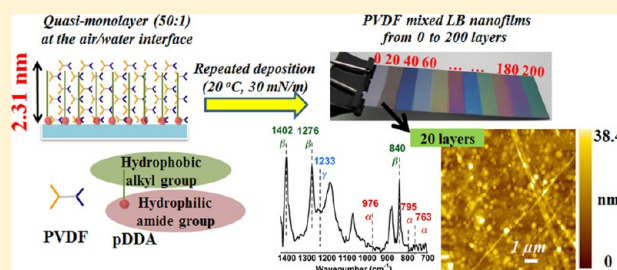 Quasi-monolayer (50:1)
at the air/water interface
2.31 nm
Repeated deposition
(20 °C, 30 mN/m)
PVDF mixed LB nanofilms
from 0 to 200 layers
0 20 40 60 ... ... 180 200
20 layers
Hydrophobic
alkyl group
Hydrophilic
amide group
PVDF
pDDA
1402
β
1276
β
1233
γ
976
α
840
β
795
α
763
α
1400 1300 1200 1100 1000 900 800 700
Wavenumber (cm⁻¹)
1 μm
38.4
nm
0